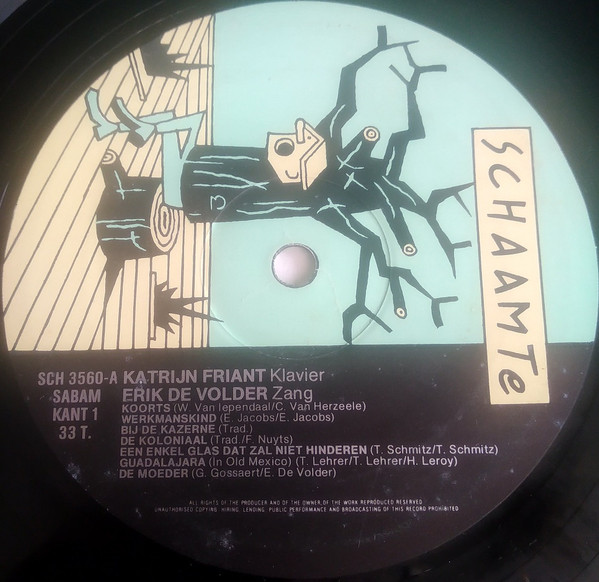 SCHAAMTe
3
SCH 3560-A KATRIJN FRIANT Klavier
SABAM ERIK DE VOLDER Zang
KANT 1 KOORTS (W. Van Iependaal/C. Van Herzeele)
WERKMANSKIND (E. Jacobs/E. Jacobs)
33 T. BIJ DE KAZERNE (Trad.)
DE KOLONIAAL (Trad./F. Nuyts)
EEN ENKEL GLAS DAT ZAL NIET HINDEREN (T. Schmitz/T. Schmitz)
GUADALAJARA (In Old Mexico) (T. Lehrer/T. Lehrer/H. Leroy)
DE MOEDER (G. Gossaert/E. De Volder)
ALL RIGHTS OF THE PRODUCER AND OF THE OWNER OF THE WORK REPRODUCED RESERVED
UNAUTHORISED COPYING HIRING LENDING PUBLIC PERFORMANCE AND BROADCASTING OF THIS RECORD PROHIBITED